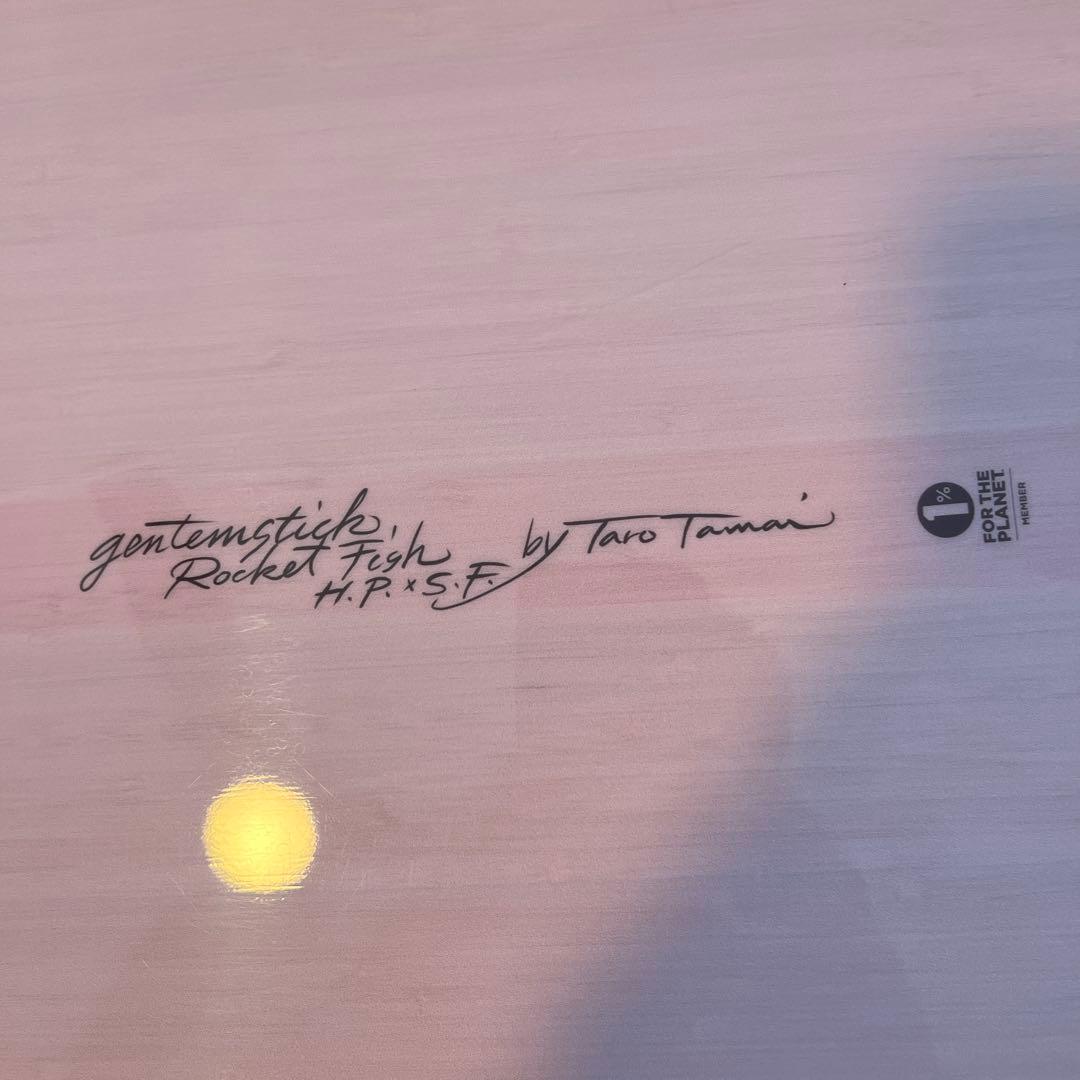 gentemstick
Rocket Fish
H.P. × S.F. by Taro Tamai
1%
FOR THE
PLANET
MEMBER